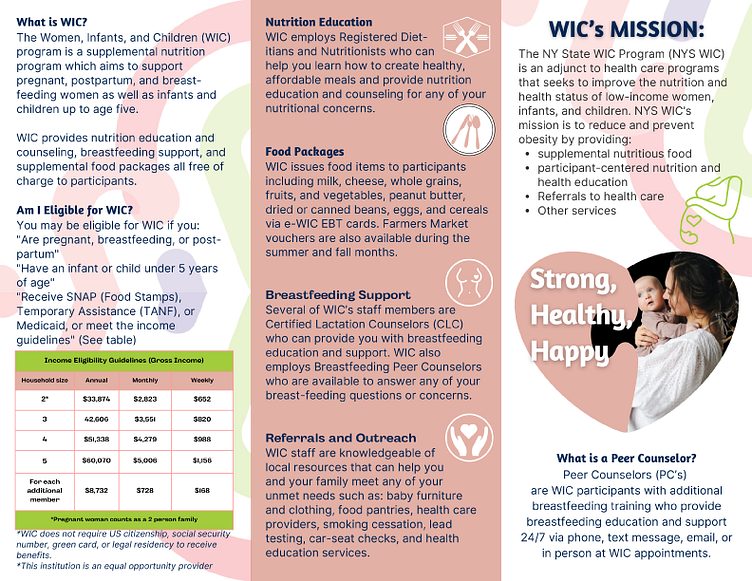 What is WIC?
The Women, Infants, and Children (WIC)
program is a supplemental nutrition
program which aims to support
pregnant, postpartum, and breast-
feeding women as well as infants and
children up to age five.
WIC provides nutrition education and
counseling, breastfeeding support, and
supplemental food packages all free of
charge to participants.
Am I Eligible for WIC?
You may be eligible for WIC if you:
"Are pregnant, breastfeeding, or post-
partum"
"Have an infant or child under 5 years
of age"
"Receive SNAP (Food Stamps),
Temporary Assistance (TANF), or
Medicaid, or meet the income
guidelines" (See table)
Income Eligibility Guidelines (Gross Income)
Household size Annual Monthly Weekly
2* $33,874 $2,823 $652
3 42,606 $3,551 $820
4 $51,338 $4,279 $988
5 $60,070 $5,006 $1,156
For each
additional
member $8,732 $728 $168
*Pregnant woman counts as a 2 person family
*WIC does not require US citizenship, social security
number, green card, or legal residency to receive
benefits.
*This institution is an equal opportunity provider
Nutrition Education
WIC employs Registered Diet-
itians and Nutritionists who can
help you learn how to create healthy,
affordable meals and provide nutrition
education and counseling for any of your
nutritional concerns.
Food Packages
WIC issues food items to participants
including milk, cheese, whole grains,
fruits, and vegetables, peanut butter,
dried or canned beans, eggs, and cereals
via e-WIC EBT cards. Farmers Market
vouchers are also available during the
summer and fall months.
Breastfeeding Support
Several of WIC's staff members are
Certified Lactation Counselors (CLC)
who can provide you with breastfeeding
education and support. WIC also
employs Breastfeeding Peer Counselors
who are available to answer any of your
breast-feeding questions or concerns.
Referrals and Outreach
WIC staff are knowledgeable of
local resources that can help you
and your family meet any of your
unmet needs such as: baby furniture
and clothing, food pantries, health care
providers, smoking cessation, lead
testing, car-seat checks, and health
education services.
WIC's MISSION:
The NY State WIC Program (NYS WIC)
is an adjunct to health care programs
that seeks to improve the nutrition and
health status of low-income women,
infants, and children. NYS WIC's
mission is to reduce and prevent
obesity by providing:
• supplemental nutritious food
• participant-centered nutrition and
health education
• Referrals to health care
• Other services
Strong,
Healthy,
Happy
What is a Peer Counselor?
Peer Counselors (PC's)
are WIC participants with additional
breastfeeding training who provide
breastfeeding education and support
24/7 via phone, text message, email, or
in person at WIC appointments.